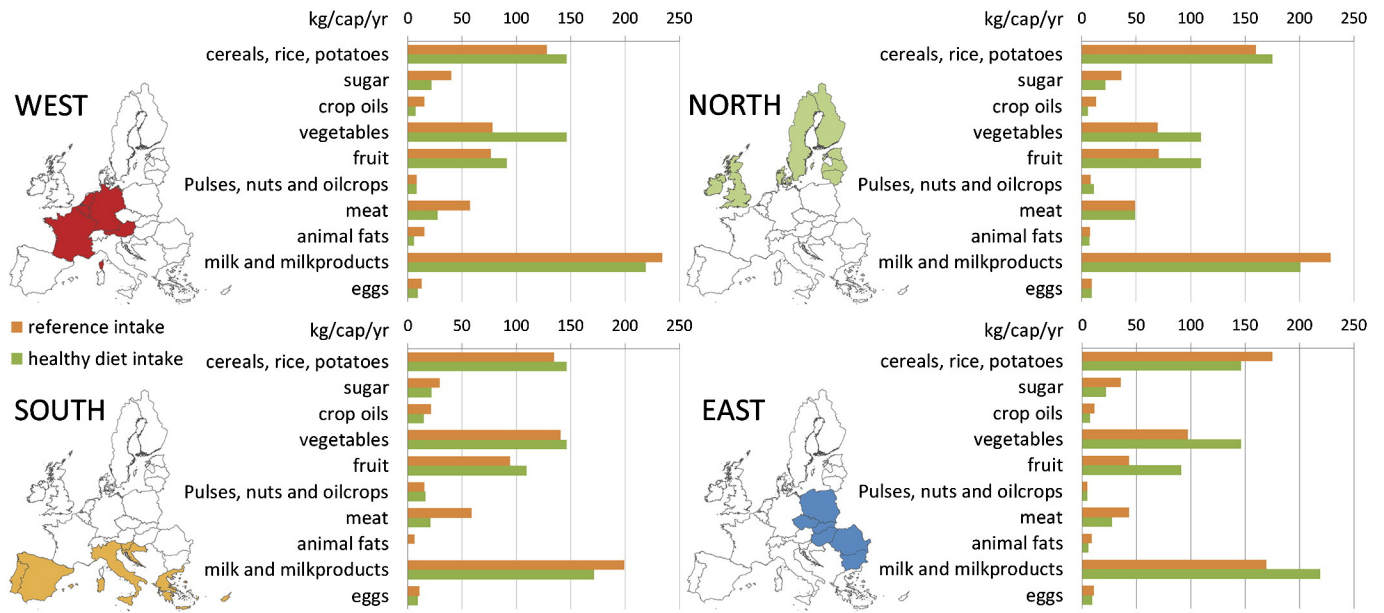 kg/cap/yr 0 50 100 150 200 250
cereals, rice, potatoes
sugar
WEST
crop oils
vegetables
fruit
Pulses, nuts and oilcrops
meat
animal fats
milk and milkproducts
eggs
kg/cap/yr 0 50 100 150 200 250
cereals, rice, potatoes
sugar
NORTH
crop oils
vegetables
fruit
Pulses, nuts and oilcrops
meat
animal fats
milk and milkproducts
eggs
reference intake
healthy diet intake
kg/cap/yr 0 50 100 150 200 250
cereals, rice, potatoes
sugar
SOUTH
crop oils
vegetables
fruit
Pulses, nuts and oilcrops
meat
animal fats
milk and milkproducts
eggs
kg/cap/yr 0 50 100 150 200 250
cereals, rice, potatoes
sugar
EAST
crop oils
vegetables
fruit
Pulses, nuts and oilcrops
meat
animal fats
milk and milkproducts
eggs